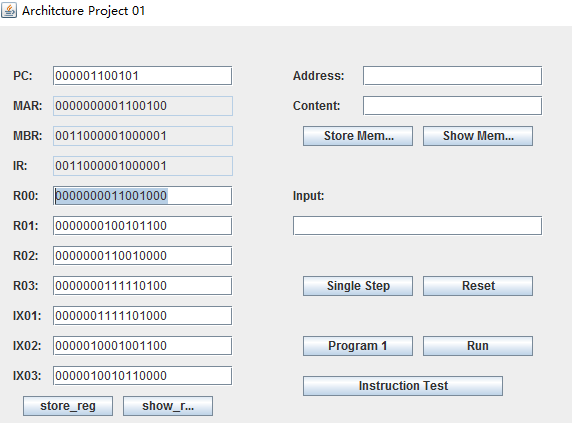 Architcture Project 01
PC: 000001100101
MAR: 0000000001100100
MBR: 0011000001000001
IR: 0011000001000001
R00: 0000000011001000
R01: 0000000100101100
R02: 0000000110010000
R03: 0000000111110100
IX01: 0000001111101000
IX02: 0000010001001100
IX03: 0000010010110000
store_reg show_r...
Address:
Content:
Store Mem... Show Mem...
Input:
Single Step Reset
Program 1 Run
Instruction Test